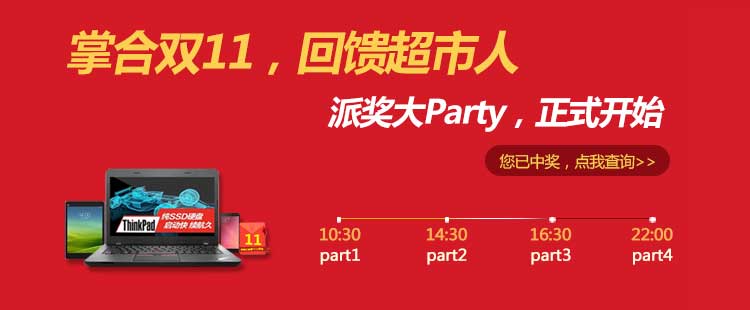 掌合双11，回馈超市人
派奖大Party，正式开始
您已中奖，点我查询>>
ThinkPad
纯SSD硬盘
启动快 续航久
11
10:30 14:30 16:30 22:00
part1 part2 part3 part4